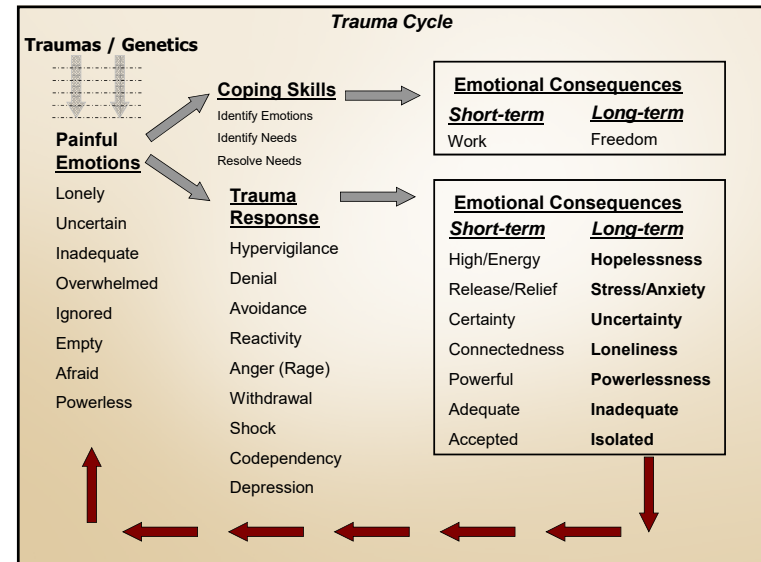 Trauma Cycle
Traumas / Genetics
Painful
Emotions
Lonely
Uncertain
Inadequate
Overwhelmed
Ignored
Empty
Afraid
Powerless
Coping Skills
Identify Emotions
Identify Needs
Resolve Needs
Trauma
Response
Hypervigilance
Denial
Avoidance
Reactivity
Anger (Rage)
Withdrawal
Shock
Codependency
Depression
Emotional Consequences
Short-term Long-term
Work Freedom
Emotional Consequences
Short-term Long-term
High/Energy Hopelessness
Release/Relief Stress/Anxiety
Certainty Uncertainty
Connectedness Loneliness
Powerful Powerlessness
Adequate Inadequate
Accepted Isolated